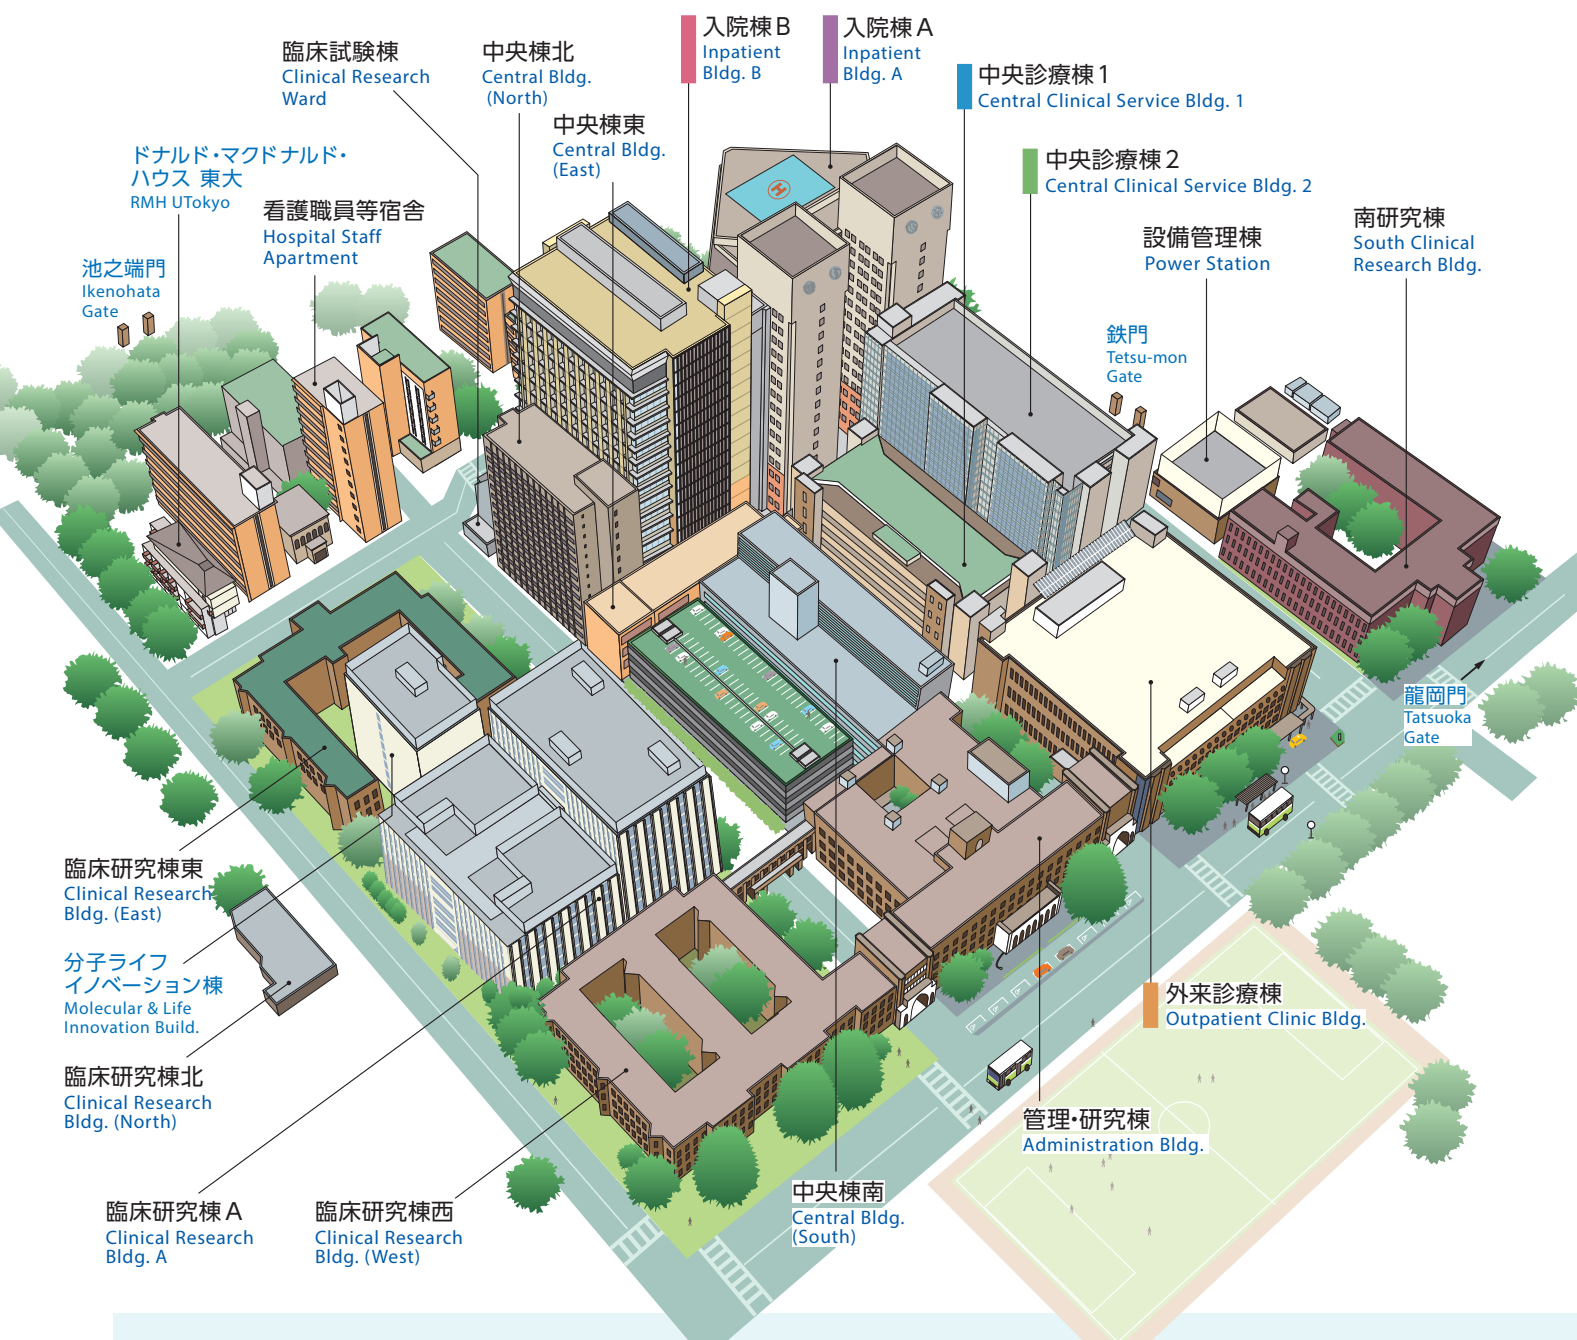 臨床試験棟
Clinical Research
Ward
中央棟北
Central Bldg.
(North)
入院棟B
Inpatient
Bldg. B
入院棟A
Inpatient
Bldg. A
中央診療棟1
Central Clinical Service Bldg. 1
中央棟東
Central Bldg.
(East)
中央診療棟2
Central Clinical Service Bldg. 2
ドナルド・マクドナルド・
ハウス 東大
RMH UTokyo
看護職員等宿舎
Hospital Staff
Apartment
池之端門
Ikenohata
Gate
設備管理棟
Power Station
南研究棟
South Clinical
Research Bldg.
鉄門
Tetsu-mon
Gate
H
龍岡門
Tatsuoka
Gate
臨床研究棟東
Clinical Research
Bldg. (East)
分子ライフ
イノベーション棟
Molecular & Life
Innovation Build.
臨床研究棟北
Clinical Research
Bldg. (North)
外来診療棟
Outpatient Clinic Bldg.
管理・研究棟
Administration Bldg.
臨床研究棟A
Clinical Research
Bldg. A
臨床研究棟西
Clinical Research
Bldg. (West)
中央棟南
Central Bldg.
(South)